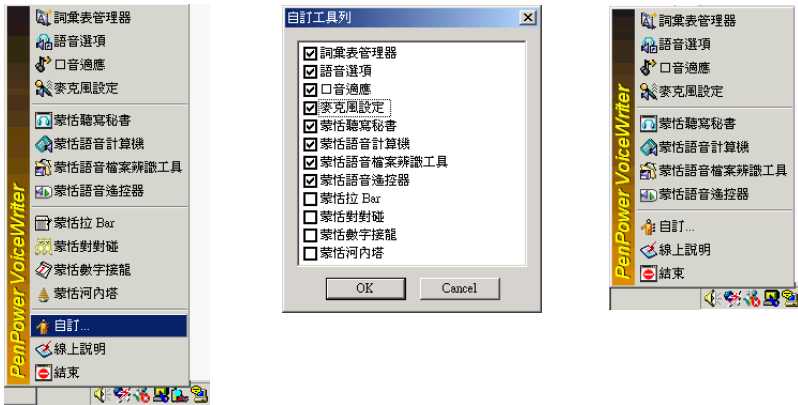 詞彙表管理器
語音選項
口音適應
麥克風設定
蒙恬聽寫秘書
蒙恬語音計算機
蒙恬語音檔案辨識工具
蒙恬語音遙控器
蒙恬拉 Bar
蒙恬對對碰
蒙恬數字接龍
蒙恬河內塔
自訂...
線上說明
結束
PenPower VoiceWriter
自訂工具列
詞彙表管理器
語音選項
口音適應
麥克風設定
蒙恬聽寫秘書
蒙恬語音計算機
蒙恬語音檔案辨識工具
蒙恬語音遙控器
蒙恬拉 Bar
蒙恬對對碰
蒙恬數字接龍
蒙恬河內塔
OK Cancel
詞彙表管理器
語音選項
口音適應
麥克風設定
蒙恬聽寫秘書
蒙恬語音計算機
蒙恬語音檔案辨識工具
蒙恬語音遙控器
自訂...
線上說明
結束
PenPower VoiceWriter